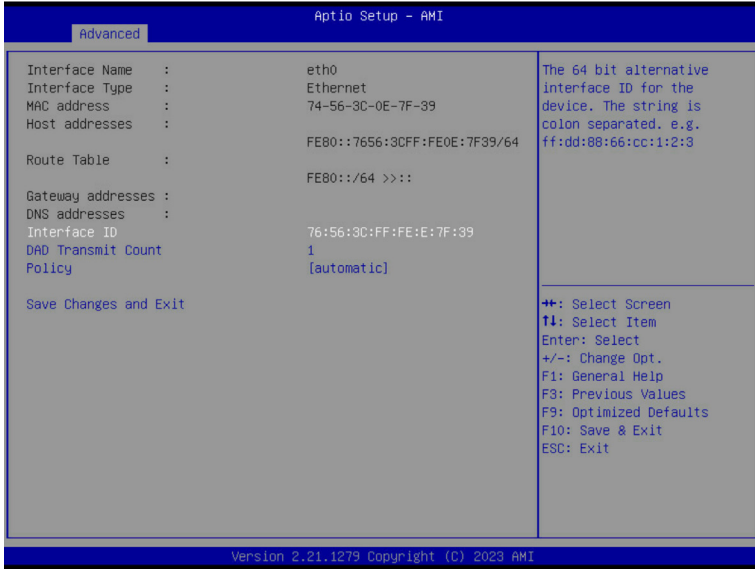 Aptio Setup – AMI
Advanced
Interface Name : eth0
Interface Type : Ethernet
MAC address : 74-56-3C-0E-7F-39
Host addresses :
FE80::7656:3CFF:FE0E:7F39/64
Route Table :
FE80::/64 >>::
Gateway addresses :
DNS addresses :
Interface ID 76:56:3C:FF:FE:E:7F:39
DAD Transmit Count 1
Policy [automatic]
Save Changes and Exit
The 64 bit alternative
interface ID for the
device. The string is
colon separated. e.g.
ff:dd:88:66:cc:1:2:3
→←: Select Screen
↑↓: Select Item
Enter: Select
+/-: Change Opt.
F1: General Help
F3: Previous Values
F9: Optimized Defaults
F10: Save & Exit
ESC: Exit
Version 2.21.1279 Copyright (C) 2023 AMI